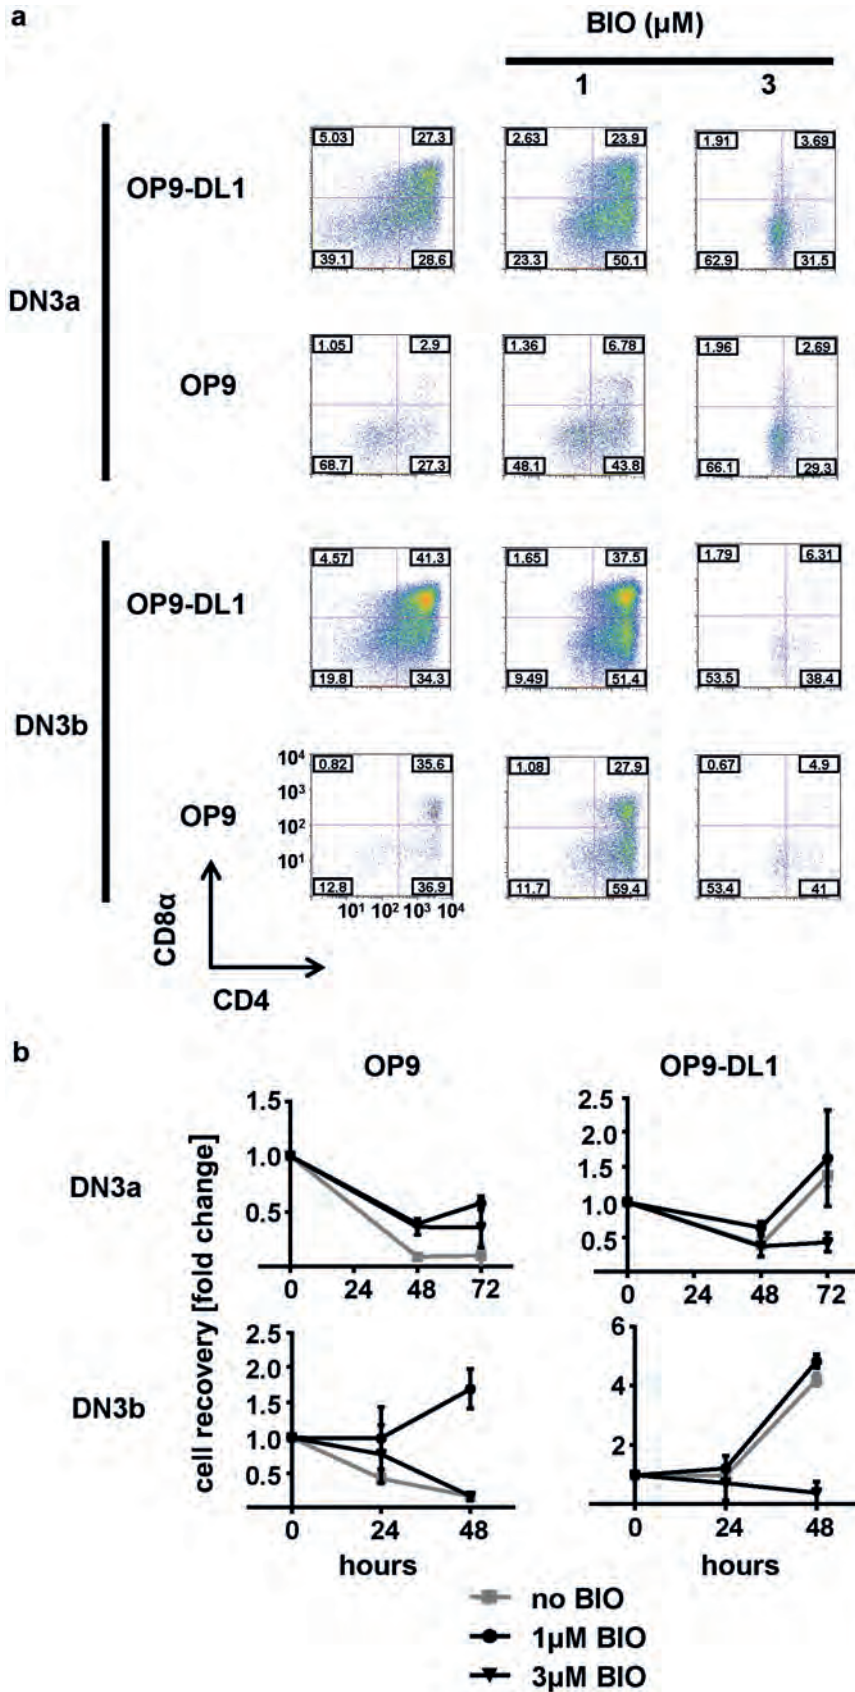 a
BIO (μM)
1 3
5.03 27.3 2.63 23.9 1.91 3.69
OP9-DL1
39.1 28.6 23.3 50.1 62.9 31.5
DN3a
1.05 2.9 1.36 6.78 1.96 2.69
OP9
68.7 27.3 48.1 43.8 66.1 29.3
4.57 41.3 1.65 37.5 1.79 6.31
OP9-DL1
19.8 34.3 9.49 51.4 53.5 38.4
DN3b
10⁴ 0.82 35.6 1.08 27.9 0.67 4.9
10³
OP9
10²
10¹
12.8 36.9 11.7 59.4 53.4 41
10¹ 10² 10³ 10⁴
CD8α
CD4
b
OP9 OP9-DL1
cell recovery [fold change]
DN3a
1.5 2.5
2.0
1.0 1.5
1.0
0.5 0.5
0 24 48 72 0 24 48 72
DN3b
2.5 6
2.0
1.5 4
1.0
0.5 2
0 24 48 0 24 48
hours hours
no BIO
1μM BIO
3μM BIO